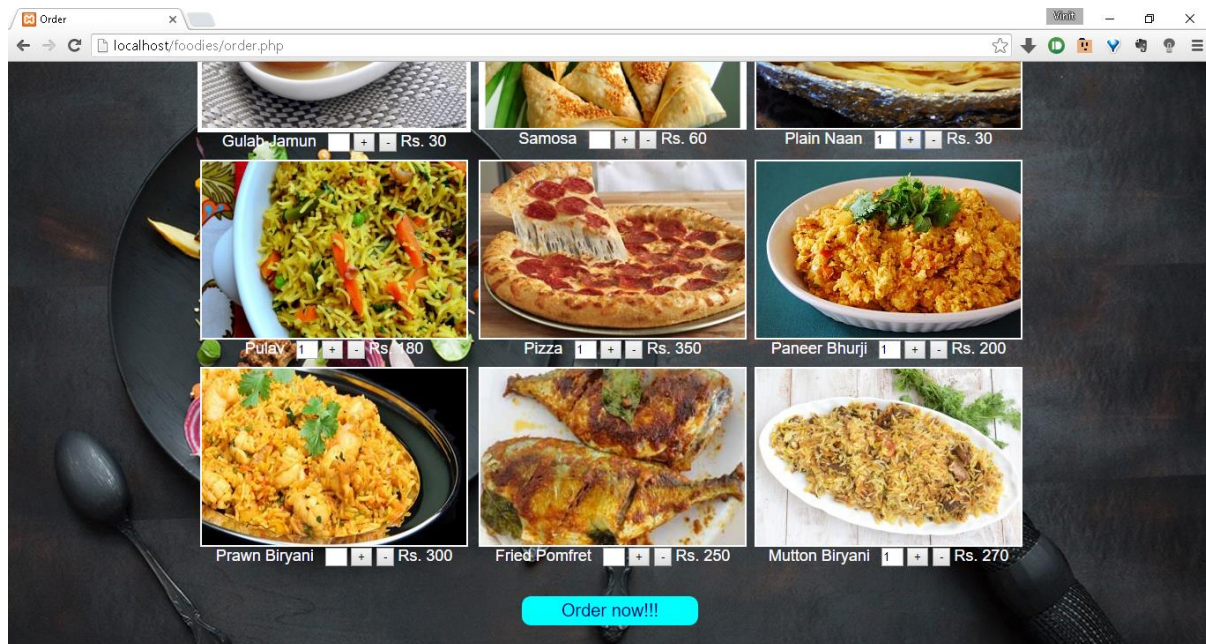 Order
Vinit
localhost/foodies/order.php
Gulab Jamun + - Rs. 30
Samosa + - Rs. 60
Plain Naan 1 + - Rs. 30
Pulav 1 + - Rs. 180
Pizza 1 + - Rs. 350
Paneer Bhurji 1 + - Rs. 200
Prawn Biryani + - Rs. 300
Fried Pomfret + - Rs. 250
Mutton Biryani 1 + - Rs. 270
Order now!!!